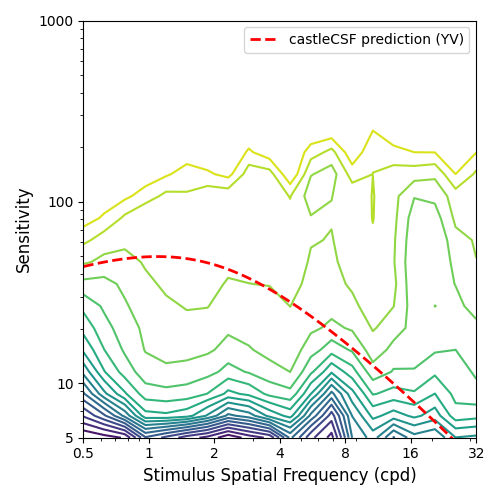 1000
castleCSF prediction (YV)
100
10
5
Sensitivity
0.5 1 2 4 8 16 32
Stimulus Spatial Frequency (cpd)